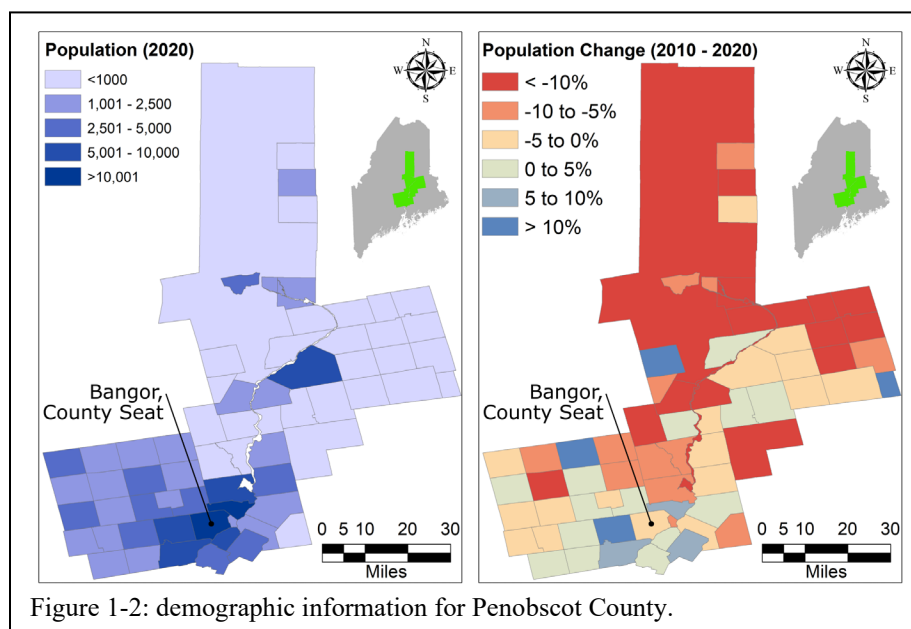 Population (2020)
<1000
1,001 - 2,500
2,501 - 5,000
5,001 - 10,000
>10,001
N
W E
S
Bangor,
County Seat
0 5 10 20 30
Miles
Population Change (2010 - 2020)
< -10%
-10 to -5%
-5 to 0%
0 to 5%
5 to 10%
> 10%
N
W E
S
Bangor,
County Seat
0 5 10 20 30
Miles
Figure 1-2: demographic information for Penobscot County.